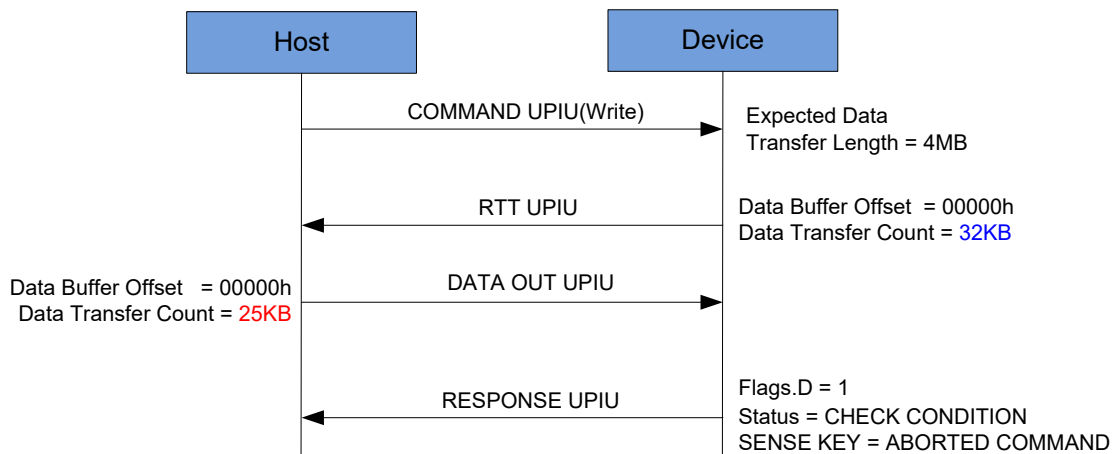 Host
Device
COMMAND UPIU(Write)
Expected Data
Transfer Length = 4MB
RTT UPIU
Data Buffer Offset = 00000h
Data Transfer Count = 32KB
Data Buffer Offset = 00000h
Data Transfer Count = 25KB
DATA OUT UPIU
RESPONSE UPIU
Flags.D = 1
Status = CHECK CONDITION
SENSE KEY = ABORTED COMMAND